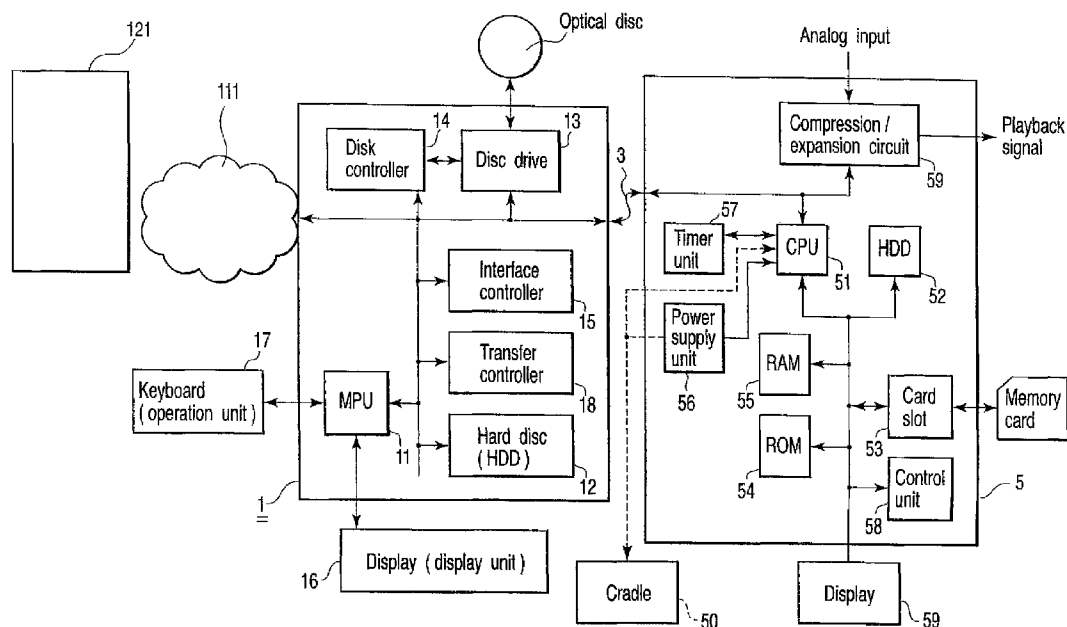 121
111
Optical disc
14
Disk
controller
13
Disc drive
3
Interface
controller
15
Transfer
controller
18
Hard disc
(HDD)
12
17
Keyboard
(operation unit)
MPU
11
1
16
Display (display unit)
Analog input
Compression /
expansion circuit
59
Playback
signal
57
Timer
unit
CPU
51
HDD
52
Power
supply
unit
56
RAM
55
ROM
54
Card
slot
53
Memory
card
Control
unit
58
5
Cradle
50
Display
59